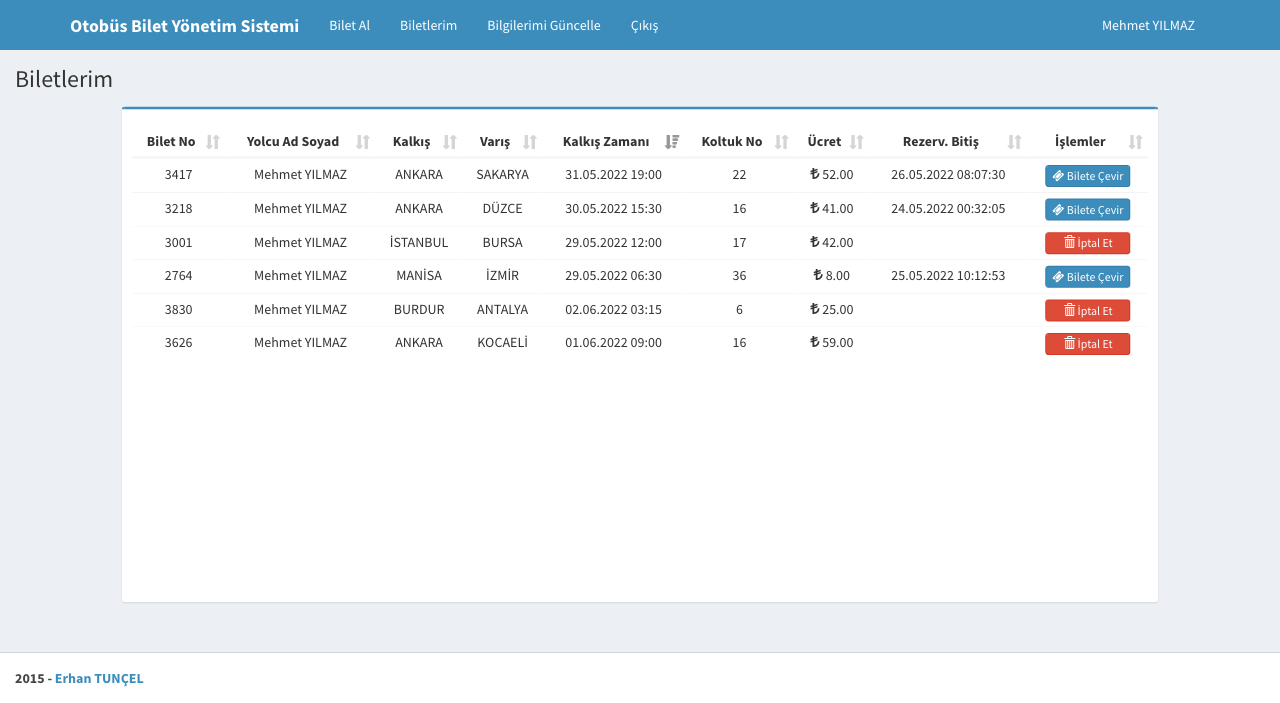 Otobüs Bilet Yönetim Sistemi Bilet Al Biletlerim Bilgilerimi Güncelle Çıkış Mehmet YILMAZ
Biletlerim
Bilet No Yolcu Ad Soyad Kalkış Varış Kalkış Zamanı Koltuk No Ücret Rezerv. Bitiş İşlemler
3417 Mehmet YILMAZ ANKARA SAKARYA 31.05.2022 19:00 22 ₺ 52.00 26.05.2022 08:07:30 Bilete Çevir
3218 Mehmet YILMAZ ANKARA DÜZCE 30.05.2022 15:30 16 ₺ 41.00 24.05.2022 00:32:05 Bilete Çevir
3001 Mehmet YILMAZ İSTANBUL BURSA 29.05.2022 12:00 17 ₺ 42.00 İptal Et
2764 Mehmet YILMAZ MANİSA İZMİR 29.05.2022 06:30 36 ₺ 8.00 25.05.2022 10:12:53 Bilete Çevir
3830 Mehmet YILMAZ BURDUR ANTALYA 02.06.2022 03:15 6 ₺ 25.00 İptal Et
3626 Mehmet YILMAZ ANKARA KOCAELİ 01.06.2022 09:00 16 ₺ 59.00 İptal Et
2015 - Erhan TUNÇEL